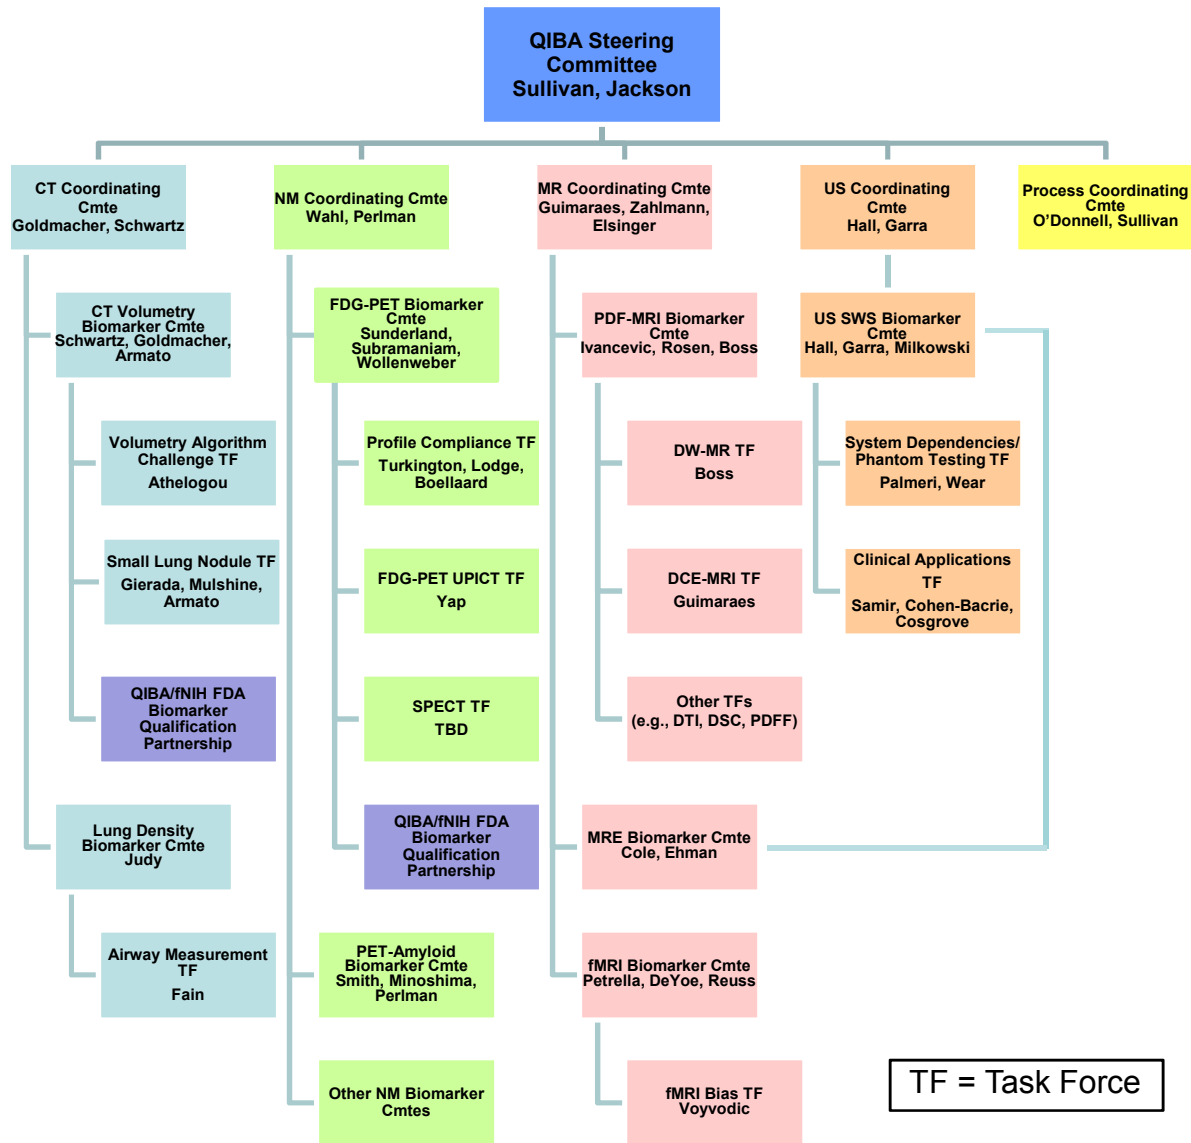 QIBA Steering
Committee
Sullivan, Jackson
CT Coordinating
Cmte
Goldmacher, Schwartz
NM Coordinating Cmte
Wahl, Perlman
MR Coordinating Cmte
Guimaraes, Zahlmann,
Elsinger
US Coordinating
Cmte
Hall, Garra
Process Coordinating
Cmte
O’Donnell, Sullivan
CT Volumetry
Biomarker Cmte
Schwartz, Goldmacher,
Armato
Volumetry Algorithm
Challenge TF
Athelogou
Small Lung Nodule TF
Gierada, Mulshine,
Armato
QIBA/fNIH FDA
Biomarker
Qualification
Partnership
Lung Density
Biomarker Cmte
Judy
Airway Measurement
TF
Fain
FDG-PET Biomarker
Cmte
Sunderland,
Subramaniam,
Wollenweber
Profile Compliance TF
Turkington, Lodge,
Boellaard
FDG-PET UPICT TF
Yap
SPECT TF
TBD
QIBA/fNIH FDA
Biomarker
Qualification
Partnership
PET-Amyloid
Biomarker Cmte
Smith, Minoshima,
Perlman
Other NM Biomarker
Cmtes
PDF-MRI Biomarker
Cmte
Ivancevic, Rosen, Boss
DW-MR TF
Boss
DCE-MRI TF
Guimaraes
Other TFs
(e.g., DTI, DSC, PDFF)
MRE Biomarker Cmte
Cole, Ehman
fMRI Biomarker Cmte
Petrella, DeYoe, Reuss
fMRI Bias TF
Voyvodic
US SWS Biomarker
Cmte
Hall, Garra, Milkowski
System Dependencies/
Phantom Testing TF
Palmeri, Wear
Clinical Applications
TF
Samir, Cohen-Bacrie,
Cosgrove
TF = Task Force